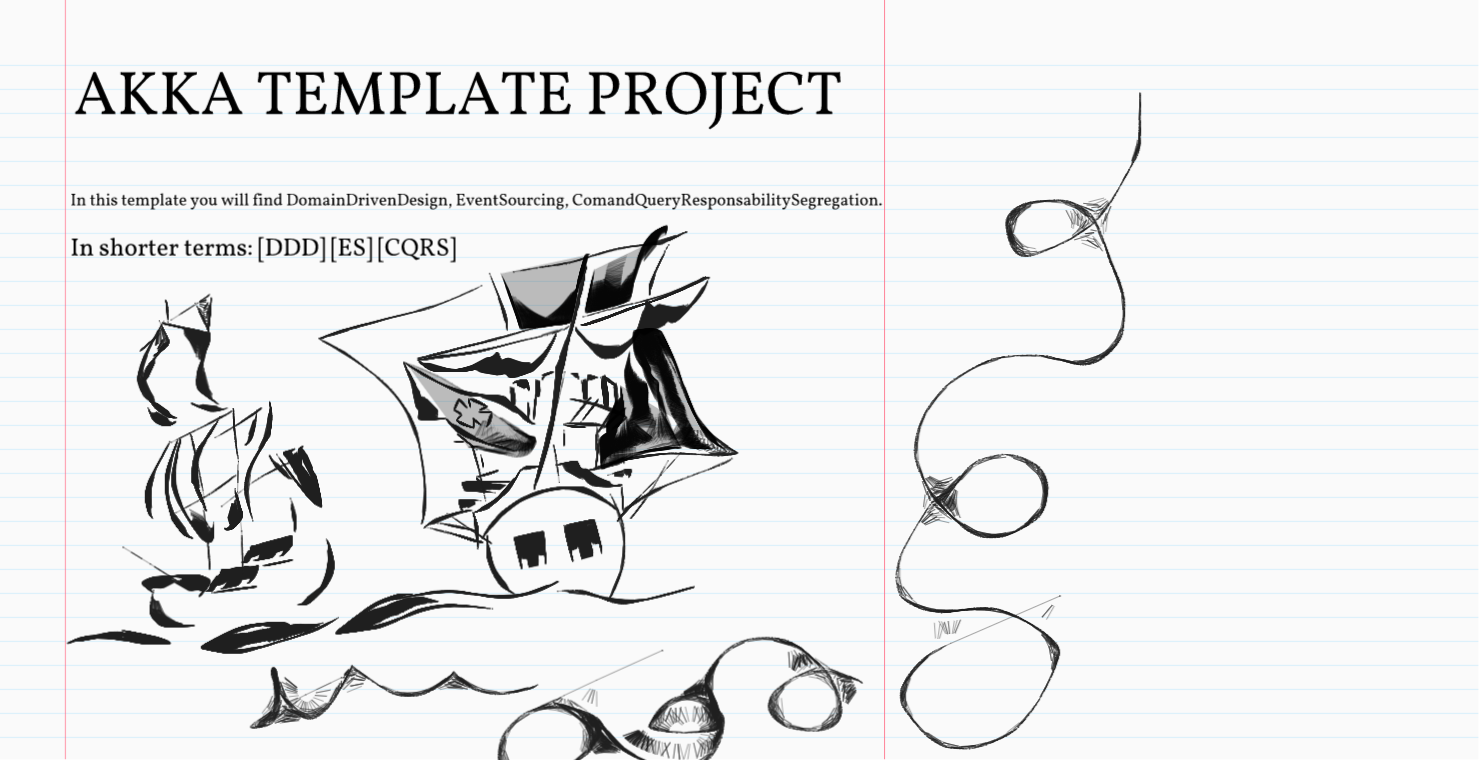 AKKA TEMPLATE PROJECT
In this template you will find DomainDrivenDesign, EventSourcing, ComandQueryResponsabilitySegregation.
In shorter terms: [DDD][ES][CQRS]